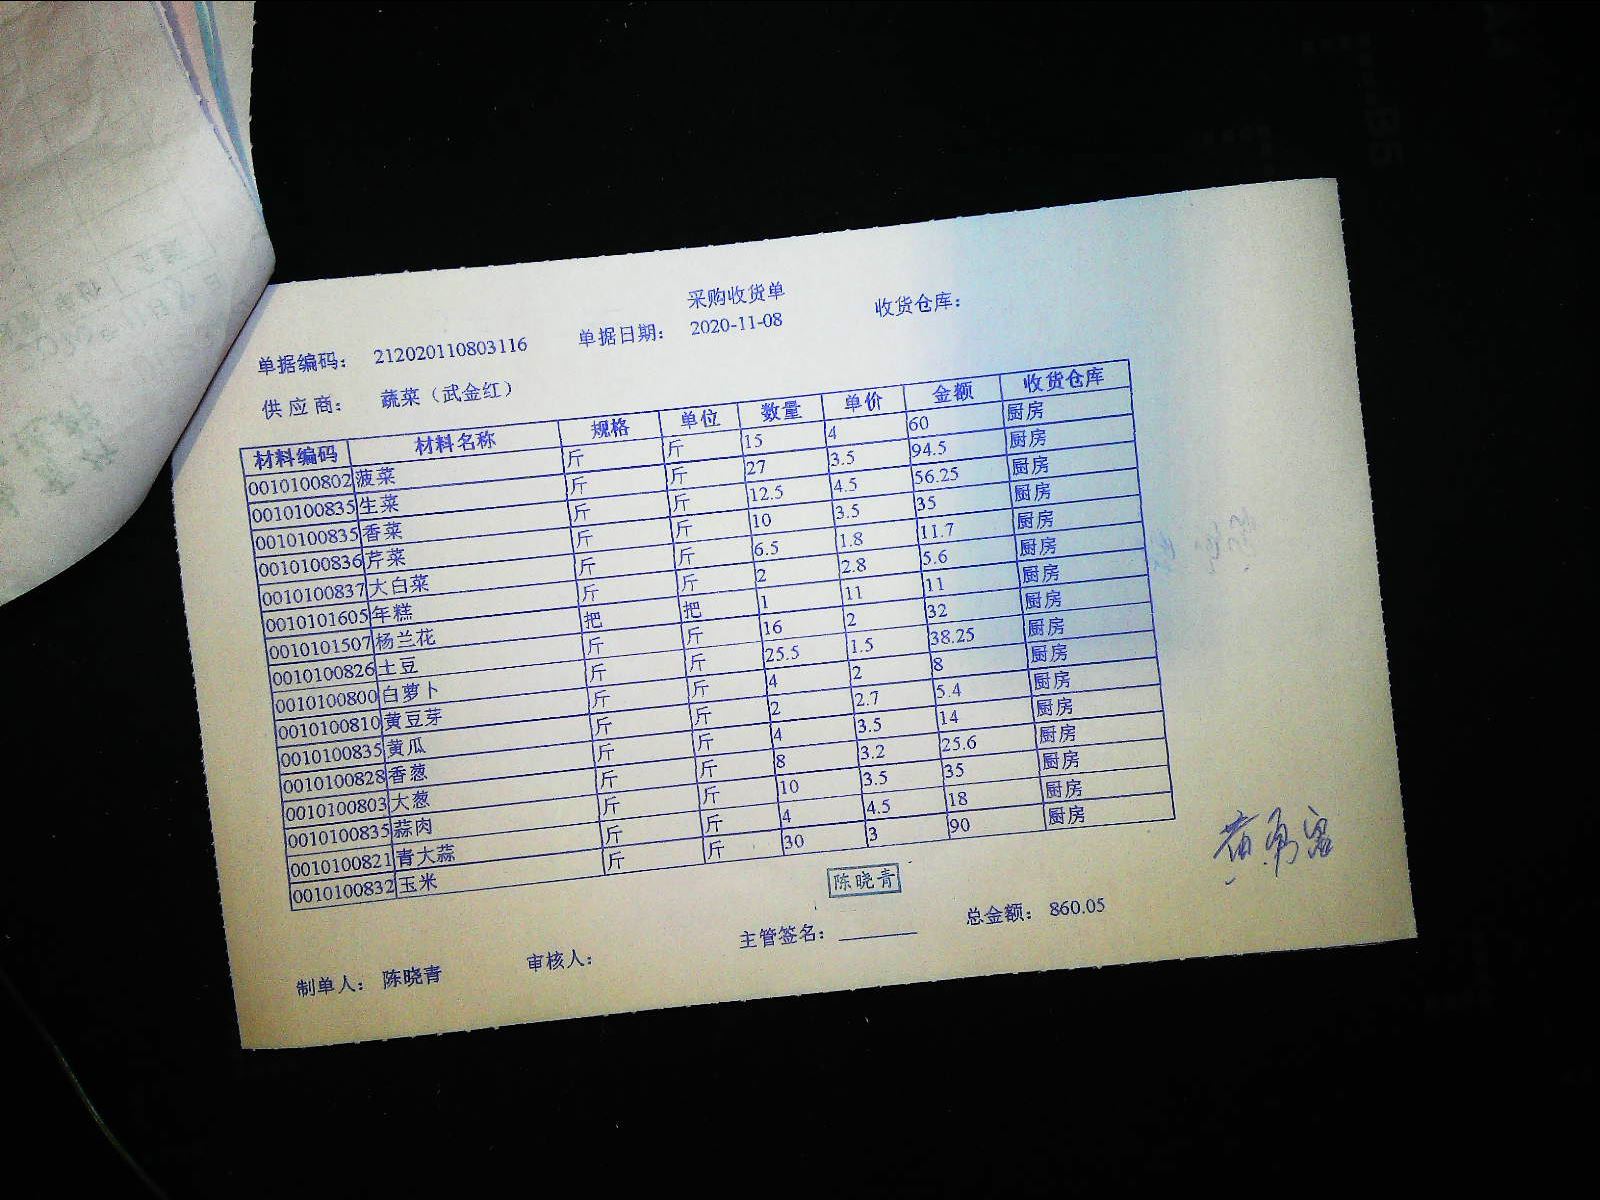 采购收货单
单据编码： 212020110803116 单据日期： 2020-11-08 收货仓库：
供 应 商： 蔬菜（武金红）
材料编码 材料名称 规格 单位 数量 单价 金额 收货仓库
0010100802 菠菜 斤 斤 15 4 60 厨房
0010100835 生菜 斤 斤 27 3.5 94.5 厨房
0010100835 香菜 斤 斤 12.5 4.5 56.25 厨房
0010100836 芹菜 斤 斤 10 3.5 35 厨房
0010100837 大白菜 斤 斤 6.5 1.8 11.7 厨房
0010101605 年糕 斤 斤 2 2.8 5.6 厨房
0010101507 杨兰花 把 把 1 11 11 厨房
0010100826 土豆 斤 斤 16 2 32 厨房
0010100800 白萝卜 斤 斤 25.5 1.5 38.25 厨房
0010100810 黄豆芽 斤 斤 4 2 8 厨房
0010100835 黄瓜 斤 斤 2 2.7 5.4 厨房
0010100828 香葱 斤 斤 4 3.5 14 厨房
0010100803 大葱 斤 斤 8 3.2 25.6 厨房
0010100835 蒜肉 斤 斤 10 3.5 35 厨房
0010100821 青大蒜 斤 斤 4 4.5 18 厨房
0010100832 玉米 斤 斤 30 3 90 厨房
陈晓青
制单人： 陈晓青 审核人： 主管签名： 总金额： 860.05